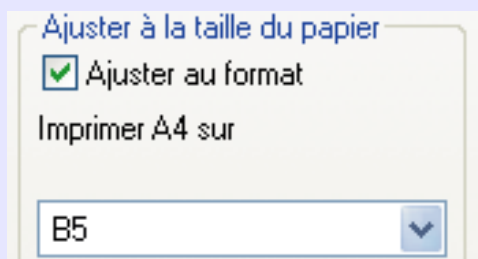 Ajuster à la taille du papier
Ajuster au format
Imprimer A4 sur
B5